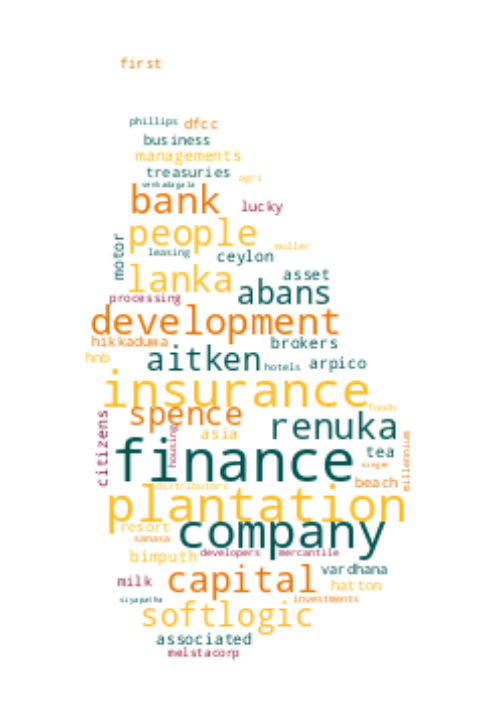 first
phillips dfcc
business
managements
treasuries
senkadagala agri
bank lucky
people
motor
muller
leasing ceylon
lanka asset
abans
processing
development
hikkaduwa brokers
hnb aitken hotels arpico
insurance
spence foods
renuka
citizens
housing
asia
finance tea
singer
millennium
beach
distributors
plantation
resort company
sanasa
bimputh developers mercantile
vardhana
milk capital hatton
siyapatha investments
softlogic
associated
melstacorp